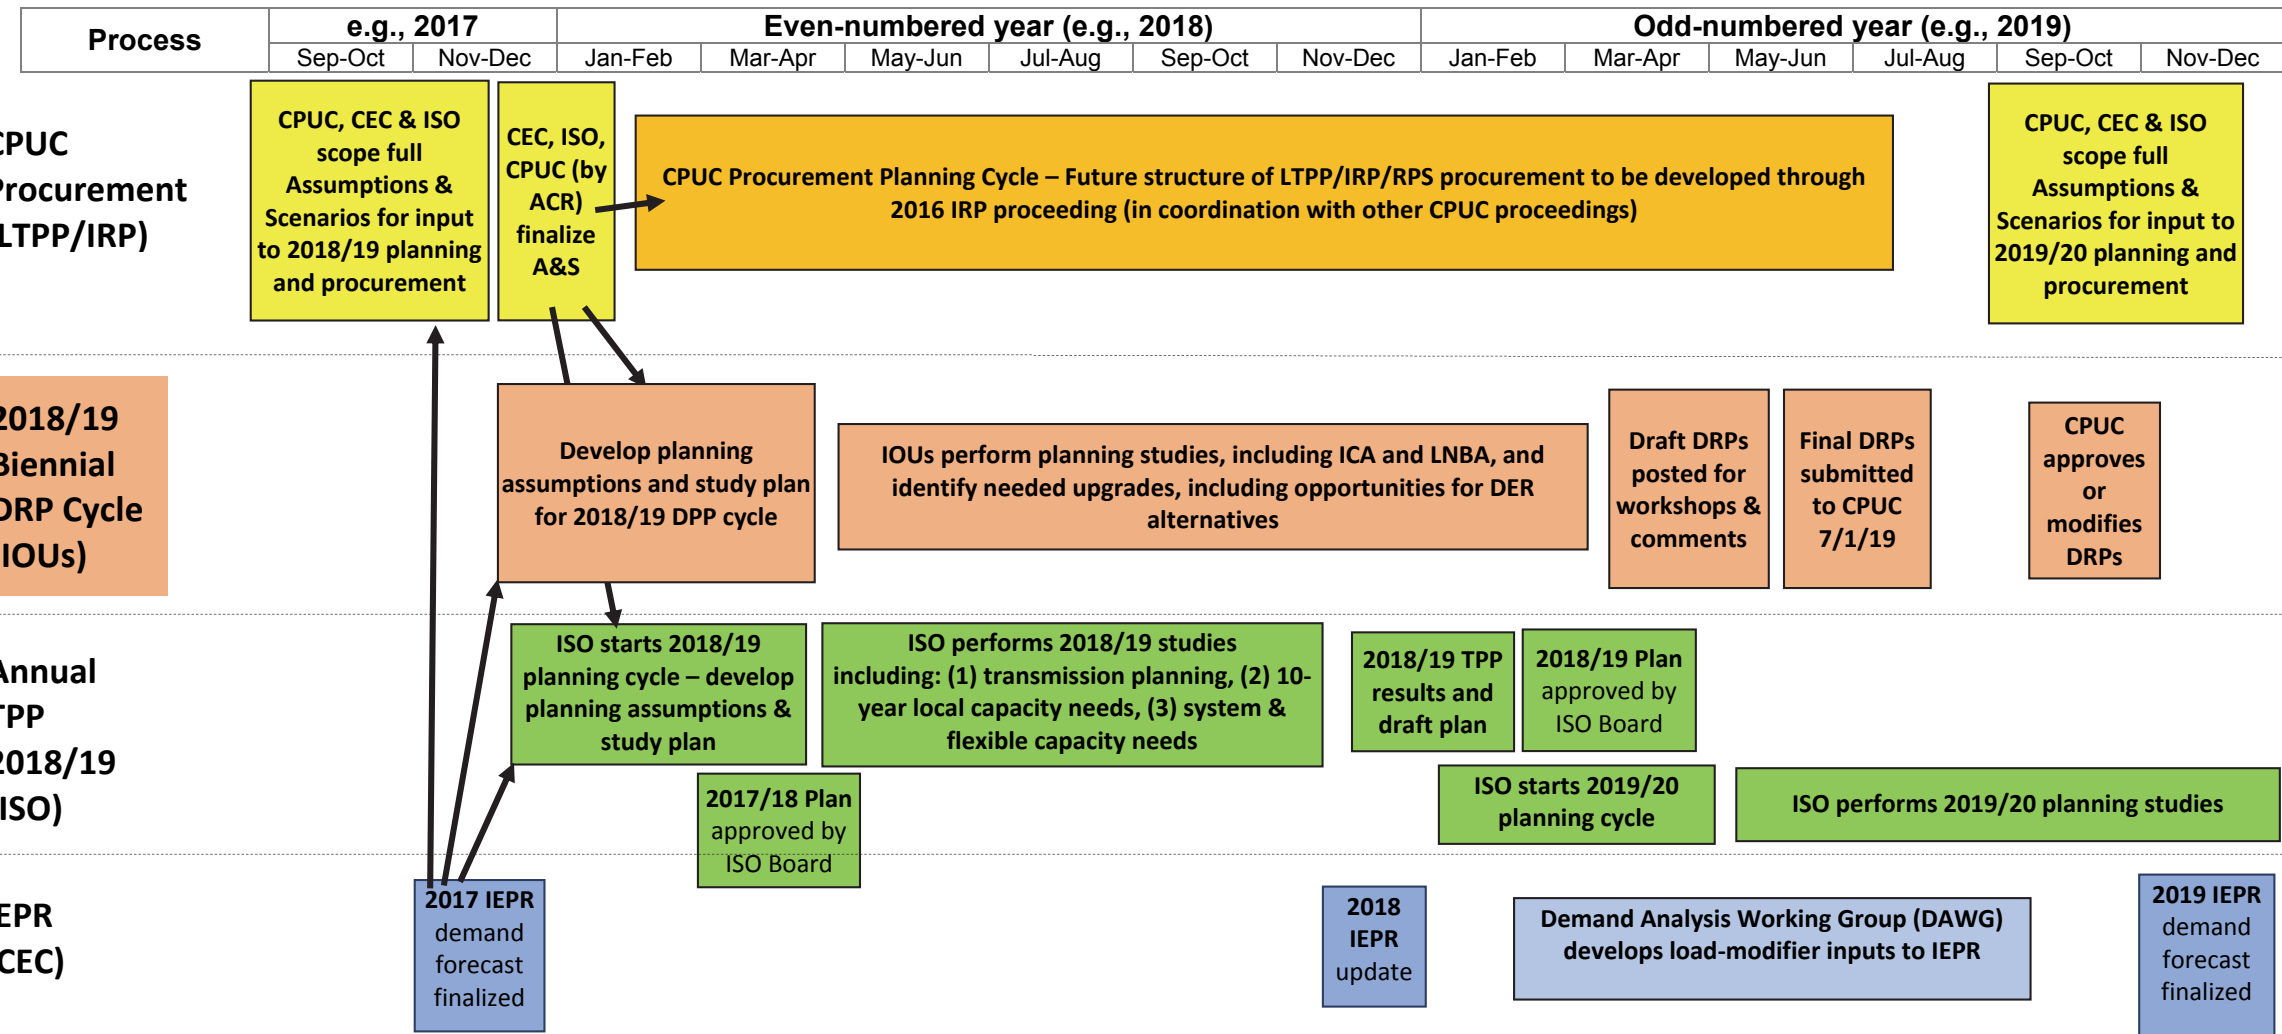 Process
e.g., 2017
Even-numbered year (e.g., 2018)
Odd-numbered year (e.g., 2019)
Sep-Oct
Nov-Dec
Jan-Feb
Mar-Apr
May-Jun
Jul-Aug
Sep-Oct
Nov-Dec
Jan-Feb
Mar-Apr
May-Jun
Jul-Aug
Sep-Oct
Nov-Dec
CPUC
Procurement
(LTPP/IRP)
CPUC, CEC & ISO
scope full
Assumptions &
Scenarios for input
to 2018/19 planning
and procurement
CEC, ISO,
CPUC (by
ACR)
finalize
A&S
CPUC Procurement Planning Cycle – Future structure of LTPP/IRP/RPS procurement to be developed through
2016 IRP proceeding (in coordination with other CPUC proceedings)
CPUC, CEC & ISO
scope full
Assumptions &
Scenarios for input to
2019/20 planning and
procurement
2018/19
Biennial
DRP Cycle
(IOUs)
Develop planning
assumptions and study plan
for 2018/19 DPP cycle
IOUs perform planning studies, including ICA and LNBA, and
identify needed upgrades, including opportunities for DER
alternatives
Draft DRPs
posted for
workshops &
comments
Final DRPs
submitted
to CPUC
7/1/19
CPUC
approves
or
modifies
DRPs
Annual
TPP
2018/19
(ISO)
ISO starts 2018/19
planning cycle – develop
planning assumptions &
study plan
ISO performs 2018/19 studies
including: (1) transmission planning, (2) 10-
year local capacity needs, (3) system &
flexible capacity needs
2018/19 TPP
results and
draft plan
2018/19 Plan
approved by
ISO Board
2017/18 Plan
approved by
ISO Board
ISO starts 2019/20
planning cycle
ISO performs 2019/20 planning studies
IEPR
(CEC)
2017 IEPR
demand
forecast
finalized
2018
IEPR
update
Demand Analysis Working Group (DAWG)
develops load-modifier inputs to IEPR
2019 IEPR
demand
forecast
finalized